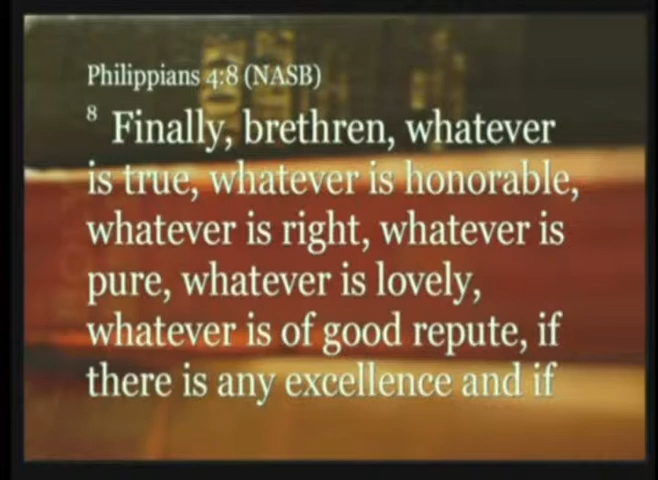 Philippians 4:8 (NASB)
8 Finally, brethren, whatever
is true, whatever is honorable,
whatever is right, whatever is
pure, whatever is lovely,
whatever is of good repute, if
there is any excellence and if